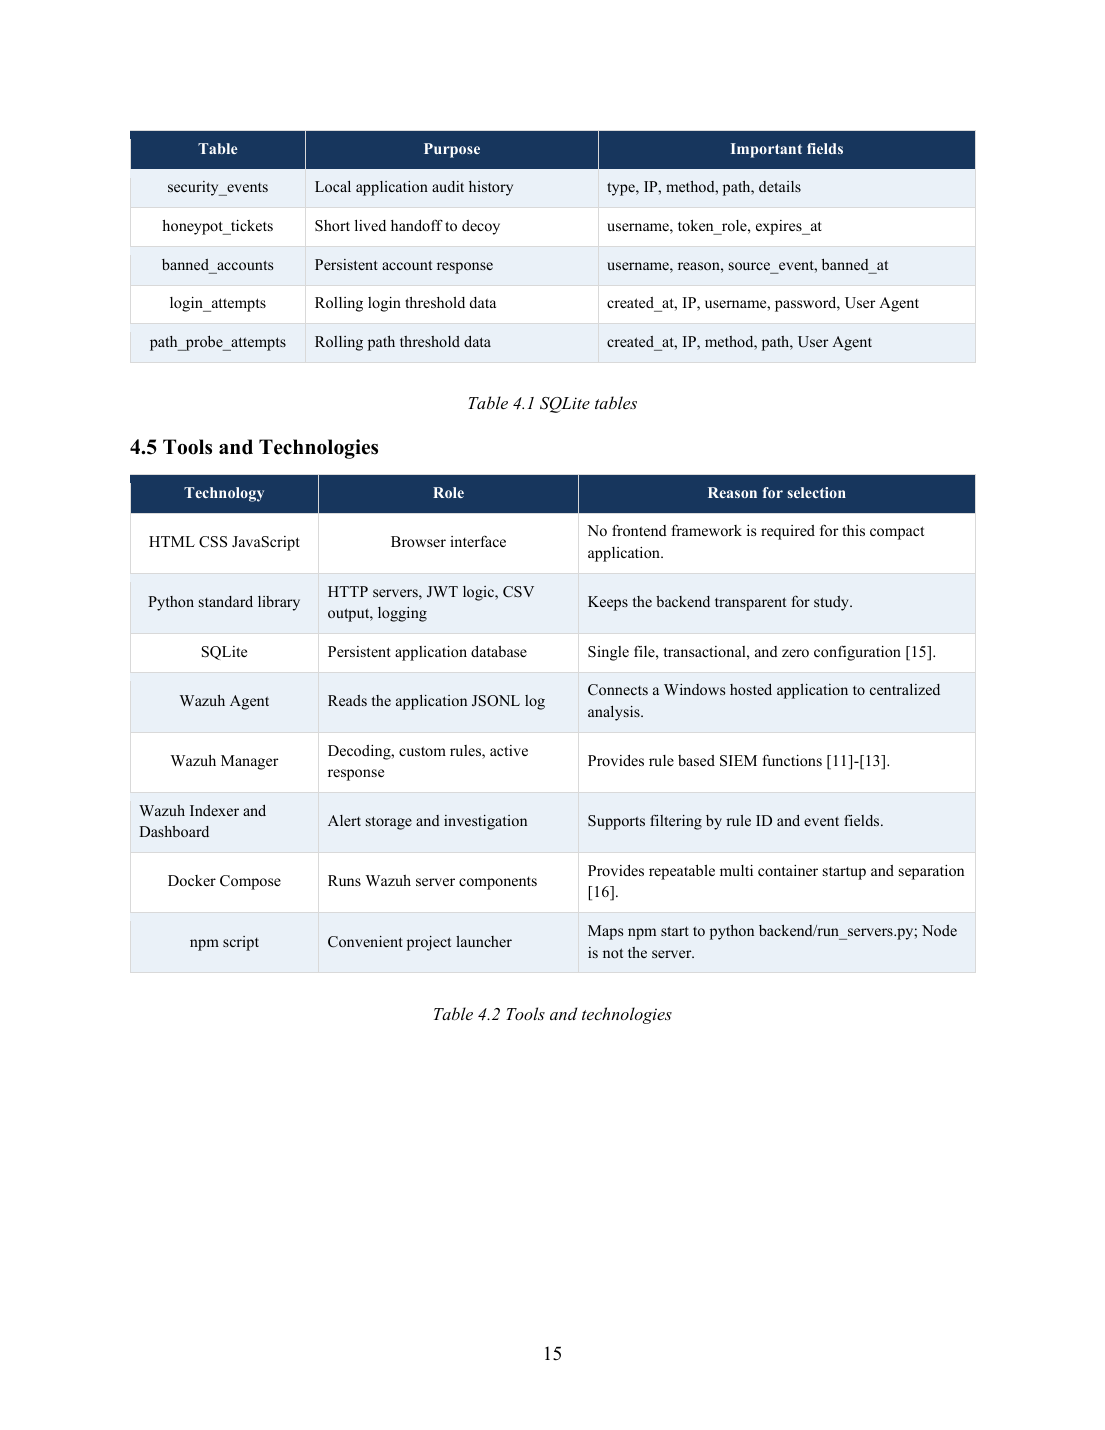 Table Purpose Important fields
security_events Local application audit history type, IP, method, path, details
honeypot_tickets Short lived handoff to decoy username, token_role, expires_at
banned_accounts Persistent account response username, reason, source_event, banned_at
login_attempts Rolling login threshold data created_at, IP, username, password, User Agent
path_probe_attempts Rolling path threshold data created_at, IP, method, path, User Agent
Table 4.1 SQLite tables
4.5 Tools and Technologies
Technology Role Reason for selection
HTML CSS JavaScript Browser interface No frontend framework is required for this compact
application.
Python standard library HTTP servers, JWT logic, CSV
output, logging Keeps the backend transparent for study.
SQLite Persistent application database Single file, transactional, and zero configuration [15].
Wazuh Agent Reads the application JSONL log Connects a Windows hosted application to centralized
analysis.
Wazuh Manager Decoding, custom rules, active
response Provides rule based SIEM functions [11]-[13].
Wazuh Indexer and
Dashboard Alert storage and investigation Supports filtering by rule ID and event fields.
Docker Compose Runs Wazuh server components Provides repeatable multi container startup and separation
[16].
npm script Convenient project launcher Maps npm start to python backend/run_servers.py; Node
is not the server.
Table 4.2 Tools and technologies
15